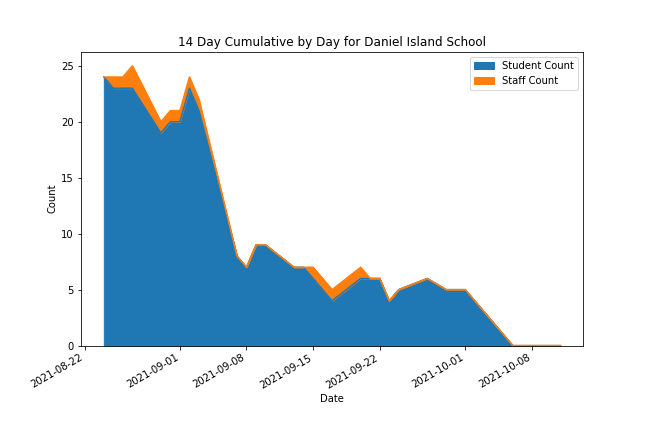 14 Day Cumulative by Day for Daniel Island School
Student Count
Staff Count
25
20
15
10
5
0
Count
2021-08-22
2021-09-01
2021-09-08
2021-09-15
2021-09-22
2021-10-01
2021-10-08
Date